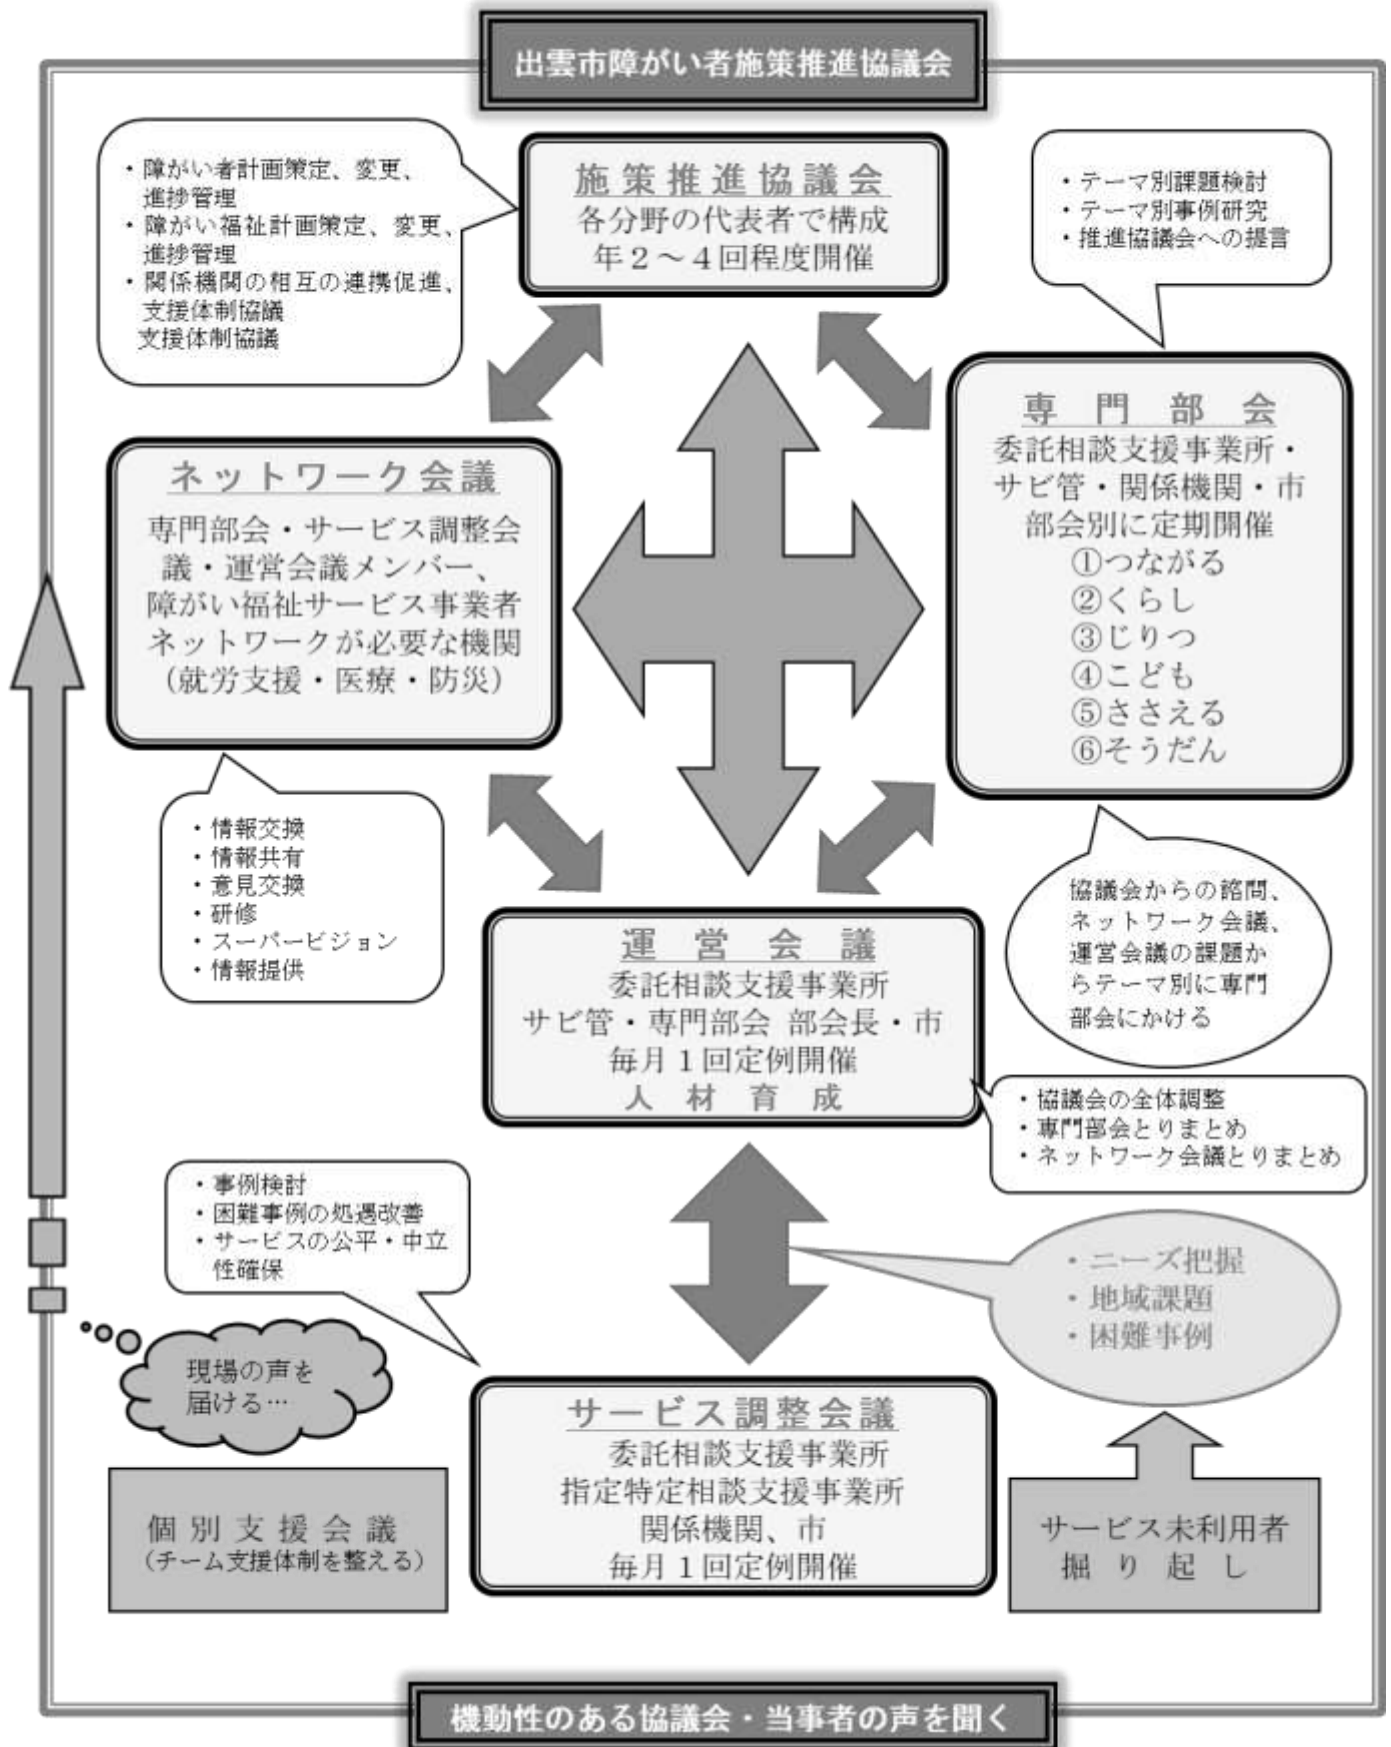 出雲市障がい者施策推進協議会
・障がい者計画策定、変更、
進捗管理
・障がい福祉計画策定、変更、
進捗管理
・関係機関の相互の連携促進、
支援体制協議
支援体制協議
施策推進協議会
各分野の代表者で構成
年２～４回程度開催
・テーマ別課題検討
・テーマ別事例研究
・推進協議会への提言
ネットワーク会議
専門部会・サービス調整会
議・運営会議メンバー、
障がい福祉サービス事業者
ネットワークが必要な機関
（就労支援・医療・防災）
専門部会
委託相談支援事業所・
サビ管・関係機関・市
部会別に定期開催
①つながる
②くらし
③じりつ
④こども
⑤ささえる
⑥そうだん
・情報交換
・情報共有
・意見交換
・研修
・スーパービジョン
・情報提供
協議会からの諮問、
ネットワーク会議、
運営会議の課題か
らテーマ別に専門
部会にかける
運営会議
委託相談支援事業所
サビ管・専門部会 部会長・市
毎月１回定例開催
人材育成
・協議会の全体調整
・専門部会とりまとめ
・ネットワーク会議とりまとめ
・事例検討
・困難事例の処遇改善
・サービスの公平・中立
性確保
・ニーズ把握
・地域課題
・困難事例
現場の声を
届ける…
サービス調整会議
委託相談支援事業所
指定特定相談支援事業所
関係機関、市
毎月１回定例開催
個別支援会議
（チーム支援体制を整える）
サービス未利用者
掘り起し
機動性のある協議会・当事者の声を聞く